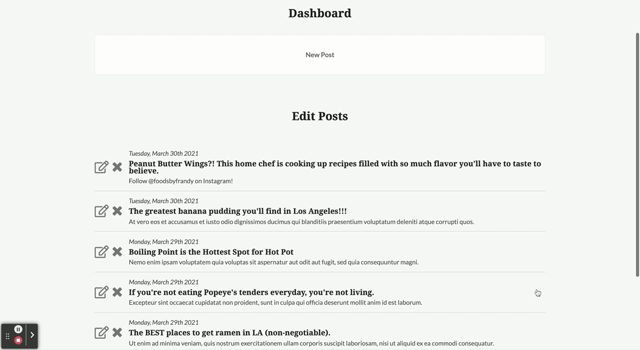 Dashboard
New Post
Edit Posts
Tuesday, March 30th 2021
Peanut Butter Wings?! This home chef is cooking up recipes filled with so much flavor you'll have to taste to
believe.
Follow @foodsbyfrandy on Instagram!
Tuesday, March 30th 2021
The greatest banana pudding you'll find in Los Angeles!!!
At vero eos et accusamus et iusto odio dignissimos ducimus qui blanditiis praesentium voluptatum deleniti atque corrupti quos.
Monday, March 29th 2021
Boiling Point is the Hottest Spot for Hot Pot
Nemo enim ipsam voluptatem quia voluptas sit aspernatur aut odit aut fugit, sed quia consequuntur magni.
Monday, March 29th 2021
If you're not eating Popeye's tenders everyday, you're not living.
Excepteur sint occaecat cupidatat non proident, sunt in culpa qui officia deserunt mollit anim id est laborum.
Monday, March 29th 2021
The BEST places to get ramen in LA (non-negotiable).
Ut enim ad minima veniam, quis nostrum exercitationem ullam corporis suscipit laboriosam, nisi ut aliquid ex ea commodi consequatur.